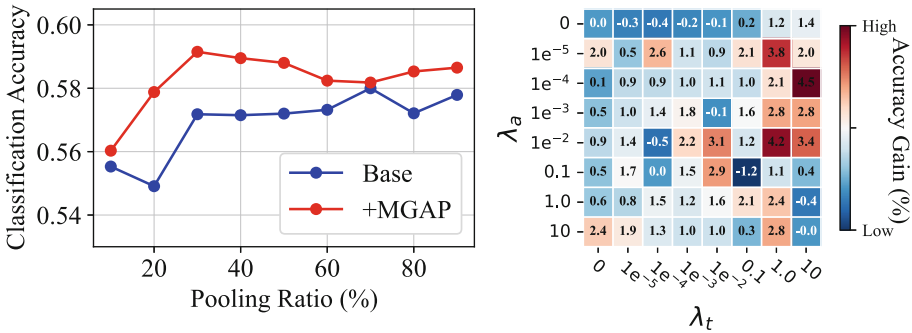 Classification Accuracy
0.60
0.58
0.56
0.54
Base
+MGAP
20 40 60 80
Pooling Ratio (%)
λₐ
0 0.0 -0.3 -0.4 -0.2 -0.1 0.2 1.2 1.4
1e⁻⁵ 2.0 0.5 2.6 1.1 0.9 2.1 3.8 2.0
1e⁻⁴ 0.1 0.9 0.9 1.0 1.1 1.0 2.1 4.5
1e⁻³ 0.5 1.0 1.4 1.8 -0.1 1.6 2.8 2.8
1e⁻² 0.9 1.4 -0.5 2.2 3.1 1.2 4.2 3.4
0.1 0.5 1.7 0.0 1.5 2.9 -1.2 1.1 0.4
1.0 0.6 0.8 1.5 1.2 1.6 2.1 2.4 -0.4
10 2.4 1.9 1.3 1.0 1.0 0.3 2.8 -0.0
0 1e⁻⁵ 1e⁻⁴ 1e⁻³ 1e⁻² 0.1 1.0 10
λₜ
High
Low
Accuracy Gain (%)